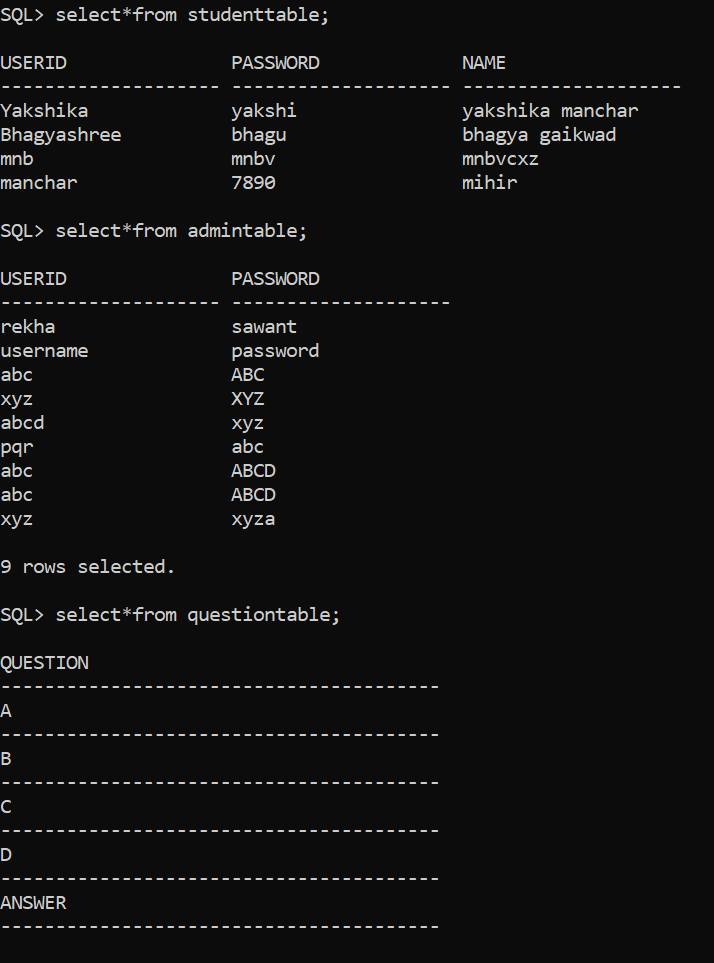 SQL> select*from studenttable;
USERID PASSWORD NAME
-------------------- -------------------- --------------------
Yakshika yakshi yakshika manchar
Bhagyashree bhagu bhagya gaikwad
mnb mnbv mnbvcxz
manchar 7890 mihir
SQL> select*from admintable;
USERID PASSWORD
-------------------- --------------------
rekha sawant
username password
abc ABC
xyz XYZ
abcd xyz
pqr abc
abc ABCD
abc ABCD
xyz xyza
9 rows selected.
SQL> select*from questiontable;
QUESTION
----------------------------------------
A
----------------------------------------
B
----------------------------------------
C
----------------------------------------
D
----------------------------------------
ANSWER
----------------------------------------